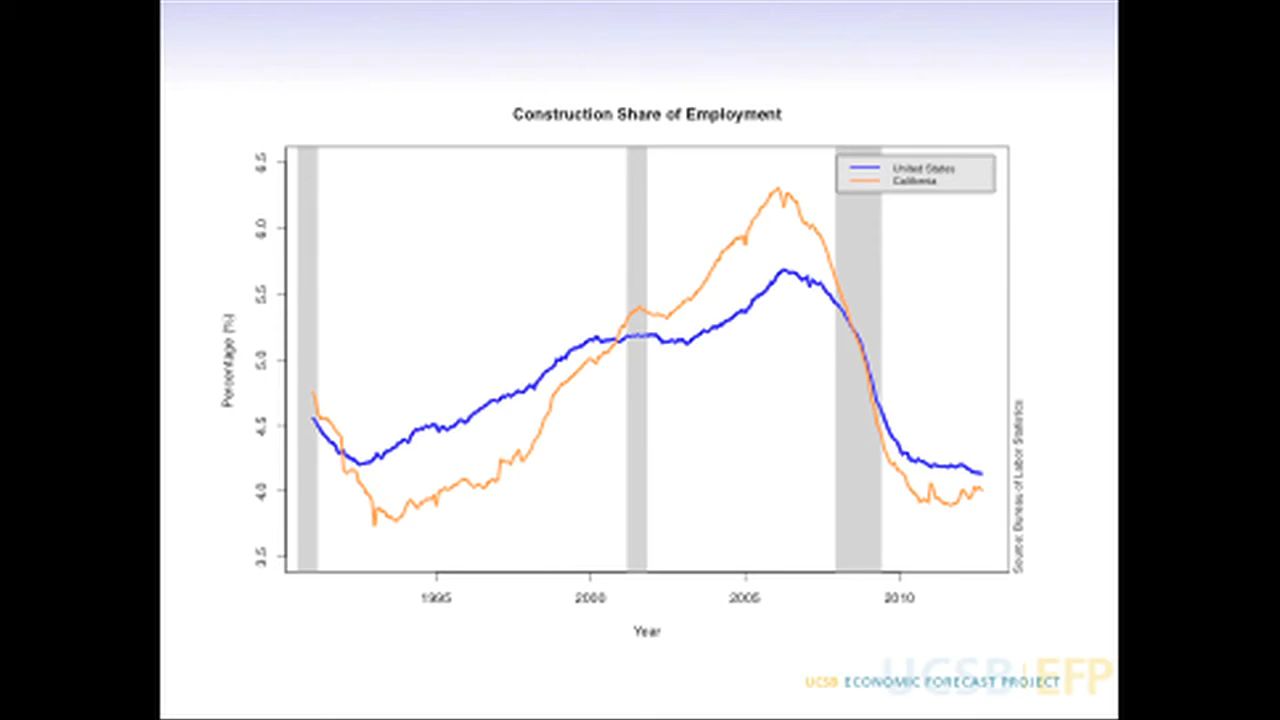 Construction Share of Employment
United States
California
Percentage (%)
6.5
6.0
5.5
5.0
4.5
4.0
3.5
1995
2000
2005
2010
Year
Source: Bureau of Labor Statistics
UCSB EFP
UCSB ECONOMIC FORECAST PROJECT